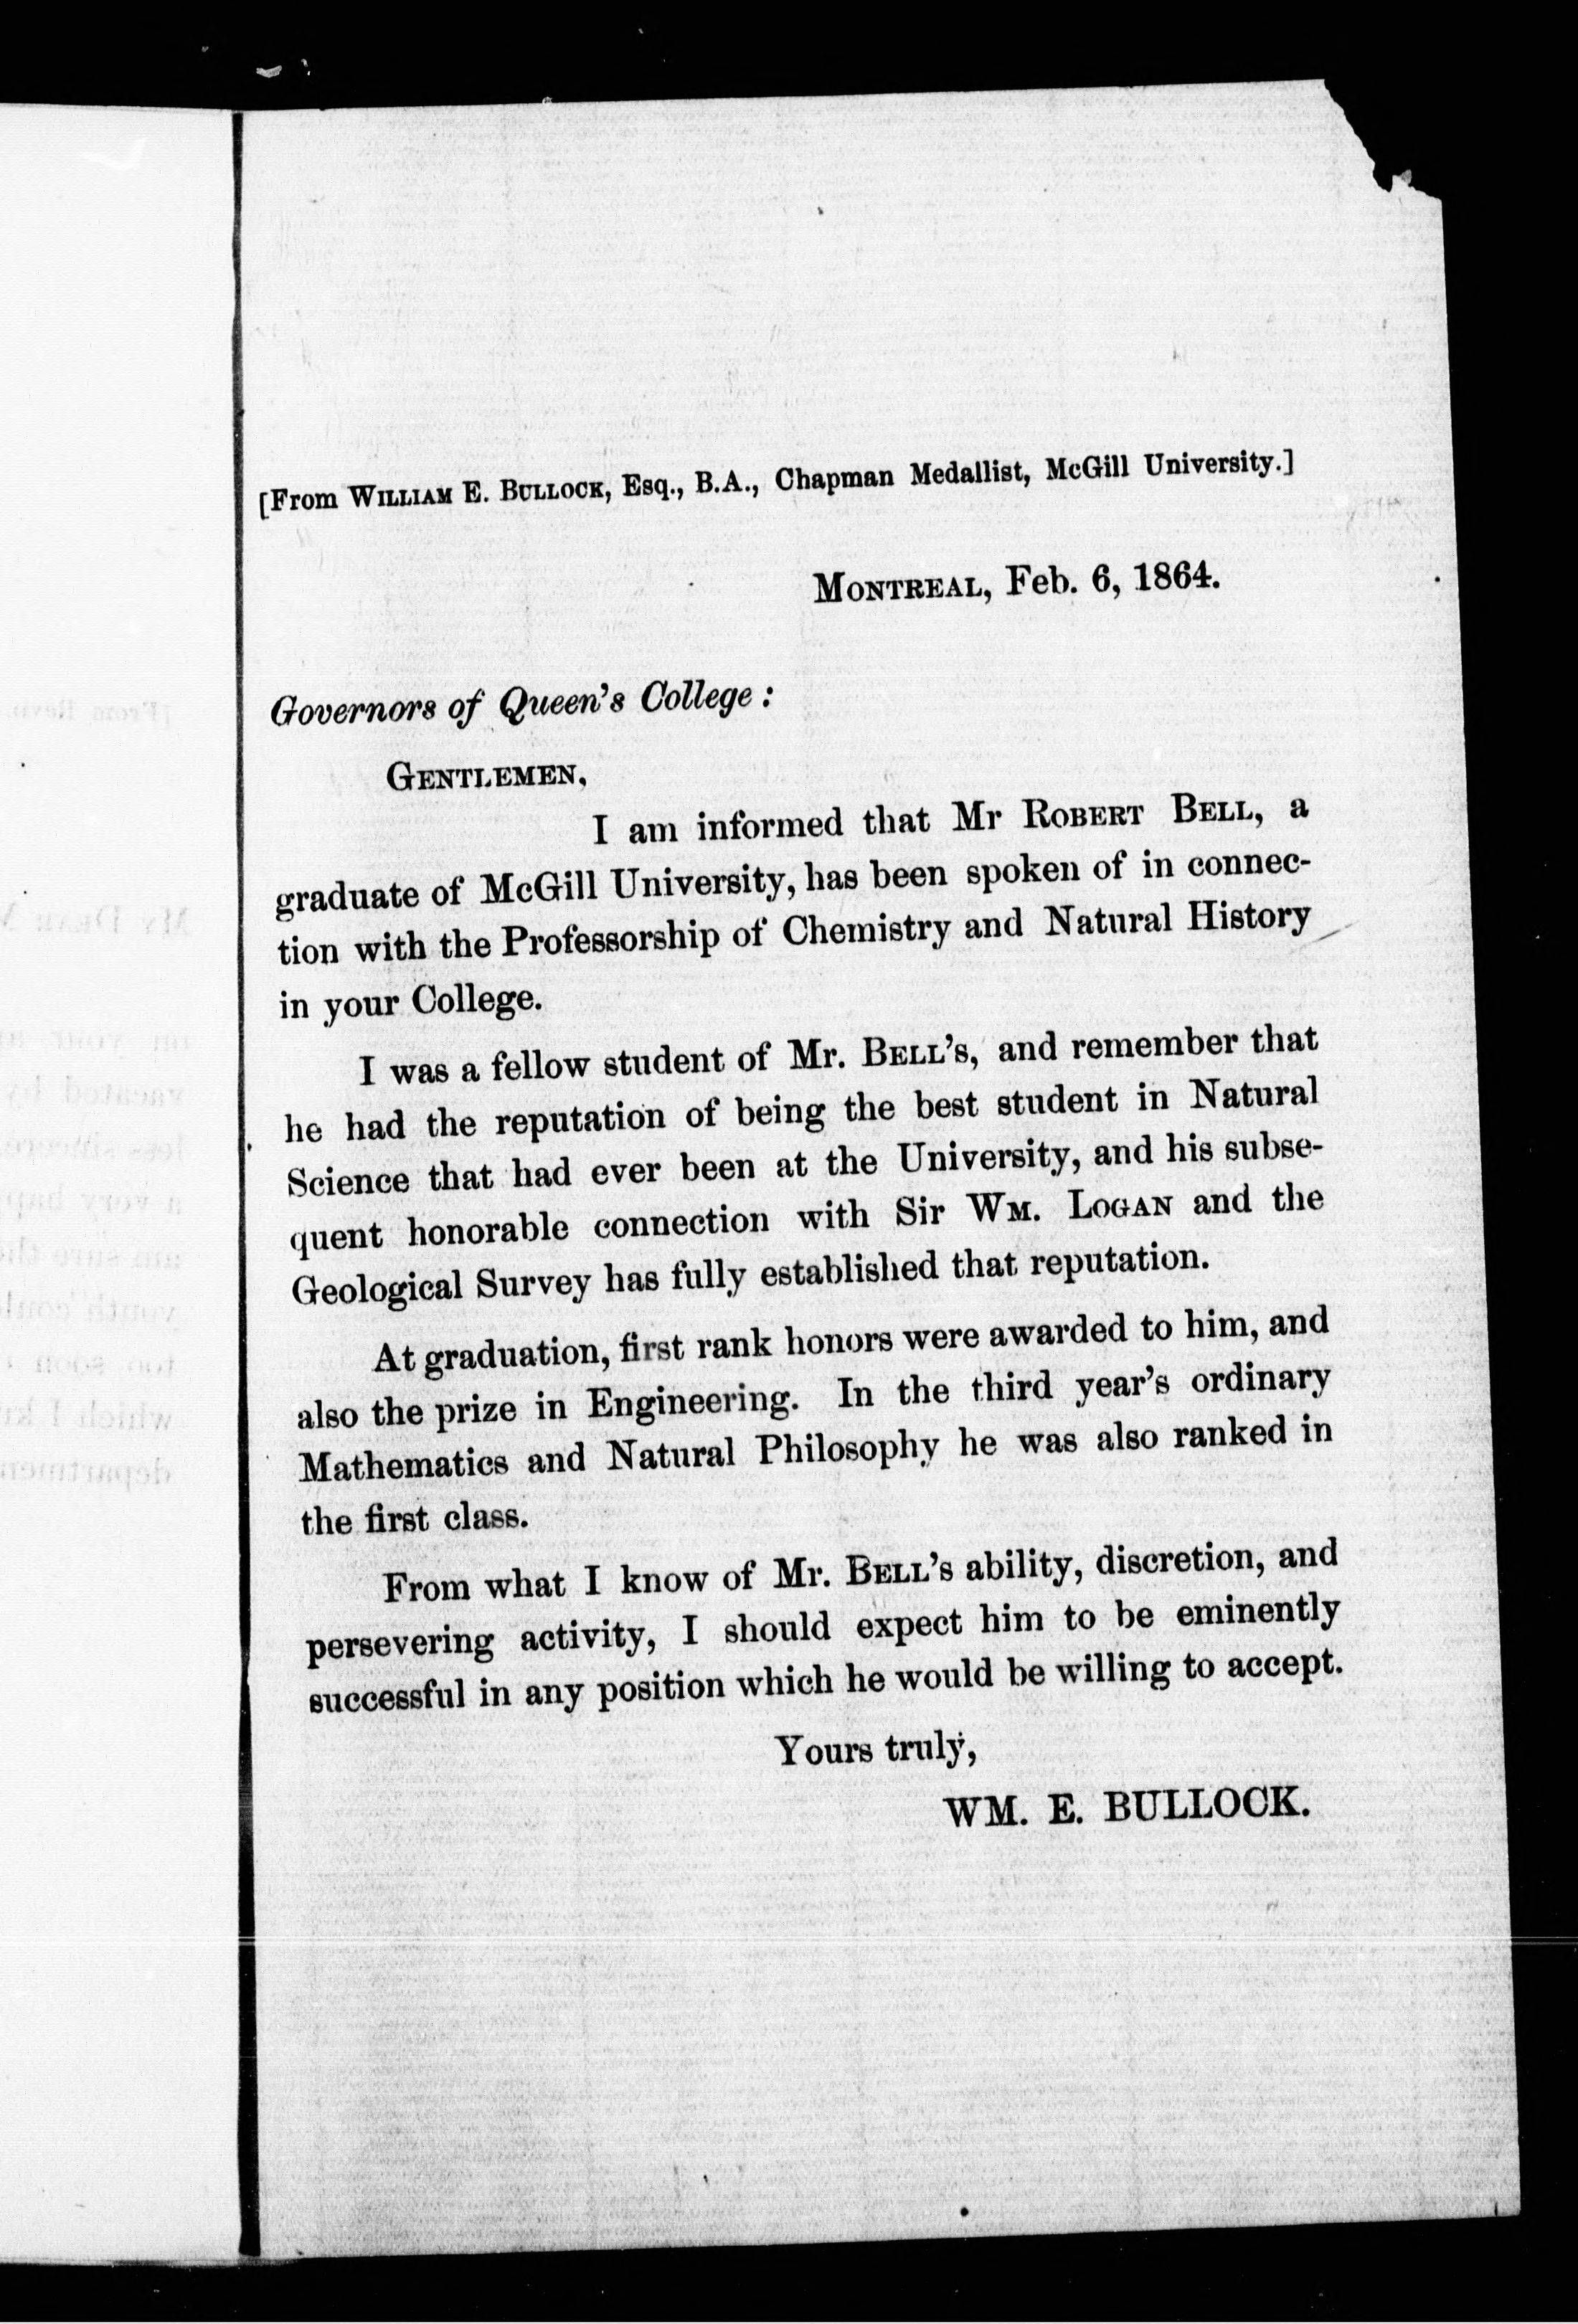 [From WILLIAM E. BULLOCK, Esq., B.A., Chapman Medallist, McGill University.]
MONTREAL, Feb. 6, 1864.
Governors of Queen's College:
GENTLEMEN,
I am informed that Mr ROBERT BELL, a
graduate of McGill University, has been spoken of in connec-
tion with the Professorship of Chemistry and Natural History
in your College.
I was a fellow student of Mr. BELL's, and remember that
he had the reputation of being the best student in Natural
Science that had ever been at the University, and his subse-
quent honorable connection with Sir WM. LOGAN and the
Geological Survey has fully established that reputation.
At graduation, first rank honors were awarded to him, and
also the prize in Engineering. In the third year's ordinary
Mathematics and Natural Philosophy he was also ranked in
the first class.
From what I know of Mr. BELL's ability, discretion, and
persevering activity, I should expect him to be eminently
successful in any position which he would be willing to accept.
Yours truly,
WM. E. BULLOCK.